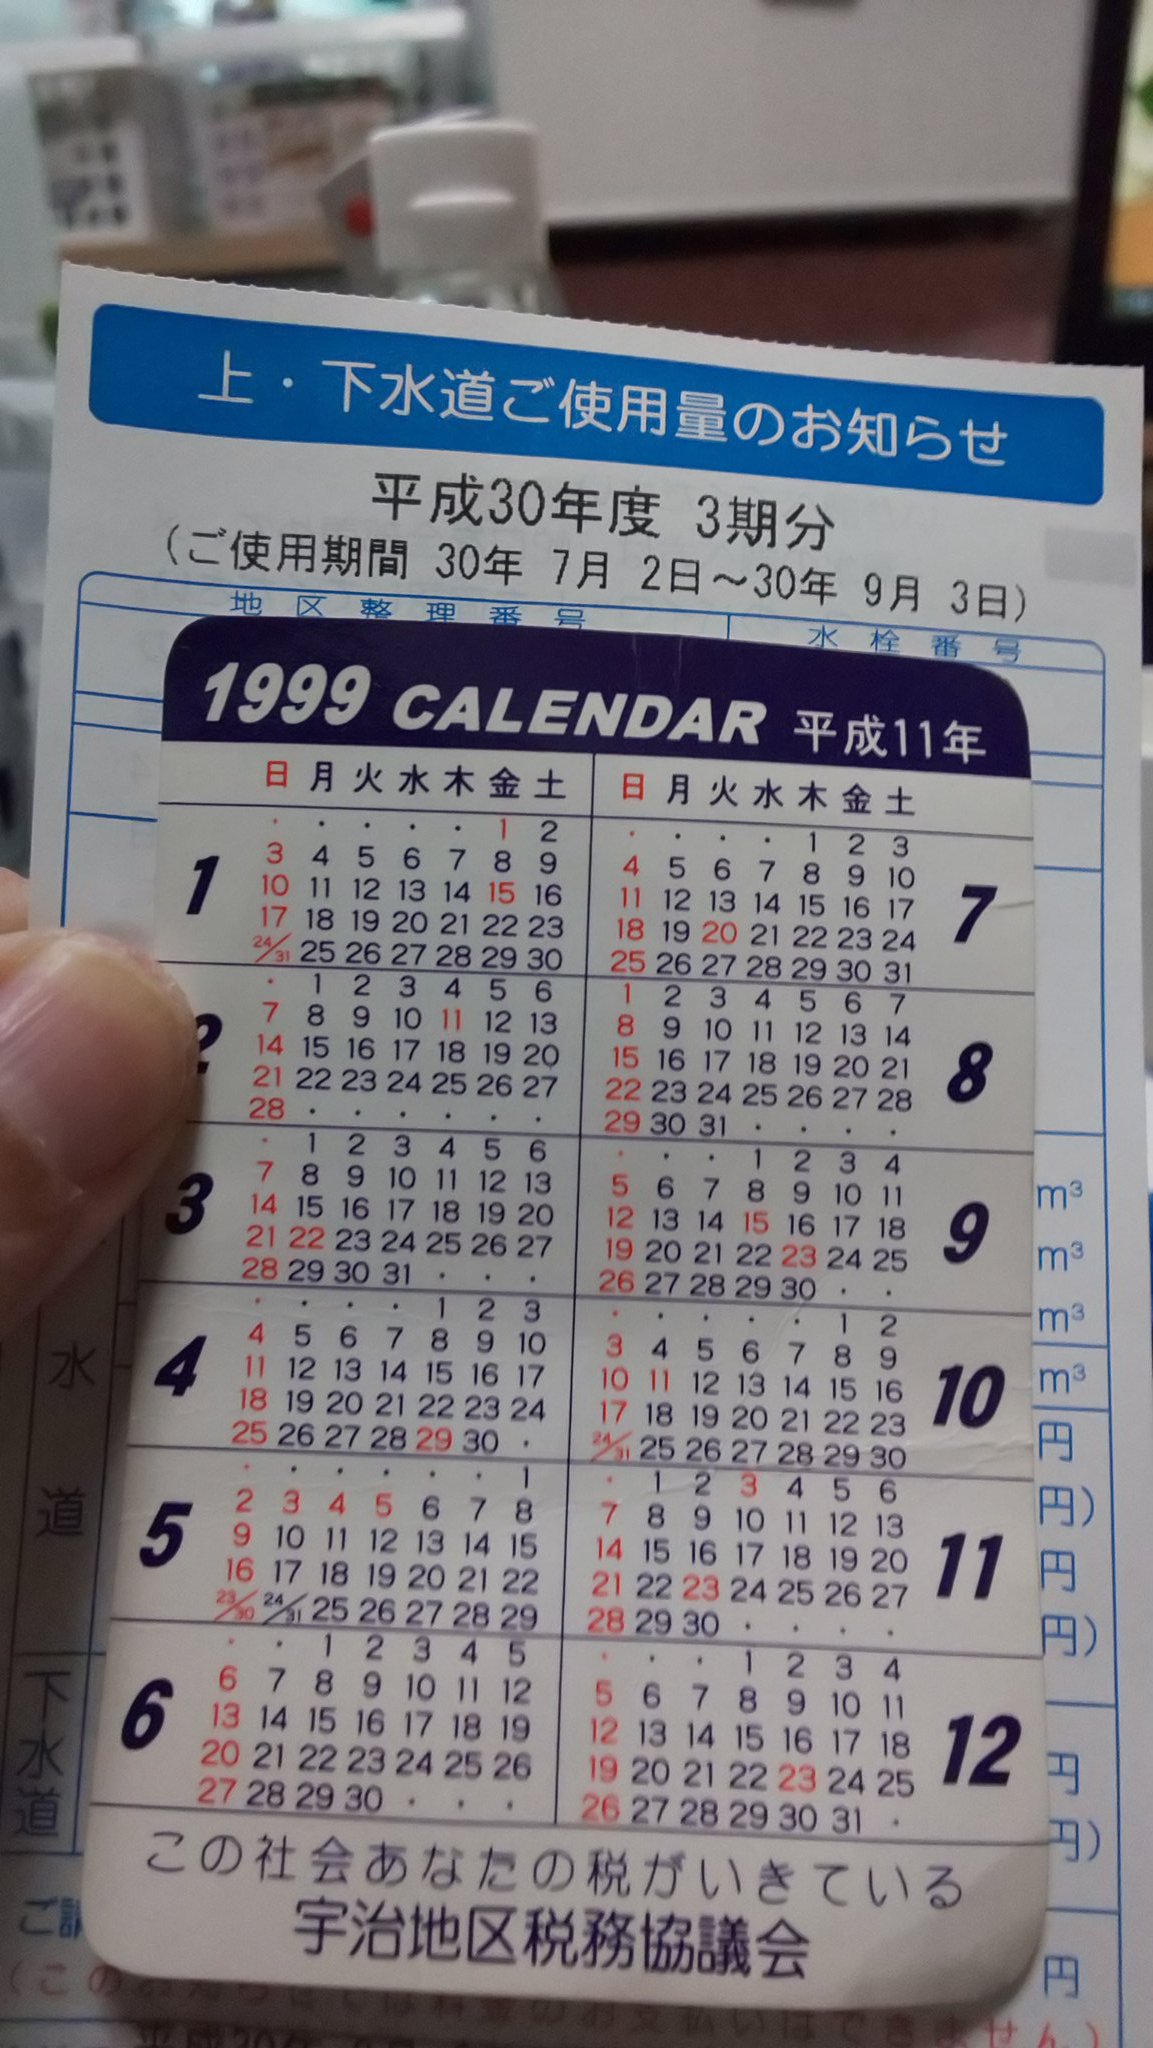 上・下水道ご使用量のお知らせ
平成30年度 3期分
(ご使用期間 30年 7月 2日～30年 9月 3日)
地区整理番号 水栓番号
1999 CALENDAR 平成11年
日 月 火 水 木 金 土
1
・ ・ ・ ・ ・ 1 2
3 4 5 6 7 8 9
10 11 12 13 14 15 16
17 18 19 20 21 22 23
24/31 25 26 27 28 29 30
2
・ 1 2 3 4 5 6
7 8 9 10 11 12 13
14 15 16 17 18 19 20
21 22 23 24 25 26 27
28 ・ ・ ・ ・ ・ ・
3
・ 1 2 3 4 5 6
7 8 9 10 11 12 13
14 15 16 17 18 19 20
21 22 23 24 25 26 27
28 29 30 31 ・ ・ ・
4
・ ・ ・ ・ 1 2 3
4 5 6 7 8 9 10
11 12 13 14 15 16 17
18 19 20 21 22 23 24
25 26 27 28 29 30 ・
5
・ ・ ・ ・ ・ ・ 1
2 3 4 5 6 7 8
9 10 11 12 13 14 15
16 17 18 19 20 21 22
23/30 24/31 25 26 27 28 29
6
・ ・ 1 2 3 4 5
6 7 8 9 10 11 12
13 14 15 16 17 18 19
20 21 22 23 24 25 26
27 28 29 30 ・ ・ ・
日 月 火 水 木 金 土
7
・ ・ ・ ・ 1 2 3
4 5 6 7 8 9 10
11 12 13 14 15 16 17
18 19 20 21 22 23 24
25 26 27 28 29 30 31
8
1 2 3 4 5 6 7
8 9 10 11 12 13 14
15 16 17 18 19 20 21
22 23 24 25 26 27 28
29 30 31 ・ ・ ・ ・
9
・ ・ ・ 1 2 3 4
5 6 7 8 9 10 11
12 13 14 15 16 17 18
19 20 21 22 23 24 25
26 27 28 29 30 ・ ・
10
・ ・ ・ ・ ・ 1 2
3 4 5 6 7 8 9
10 11 12 13 14 15 16
17 18 19 20 21 22 23
24/31 25 26 27 28 29 30
11
・ 1 2 3 4 5 6
7 8 9 10 11 12 13
14 15 16 17 18 19 20
21 22 23 24 25 26 27
28 29 30 ・ ・ ・ ・
12
・ ・ ・ 1 2 3 4
5 6 7 8 9 10 11
12 13 14 15 16 17 18
19 20 21 22 23 24 25
26 27 28 29 30 31 ・
この社会あなたの税がいきている
宇治地区税務協議会
水道
下水道
m³
m³
m³
m³
円
円)
円
円)
円
円)
円